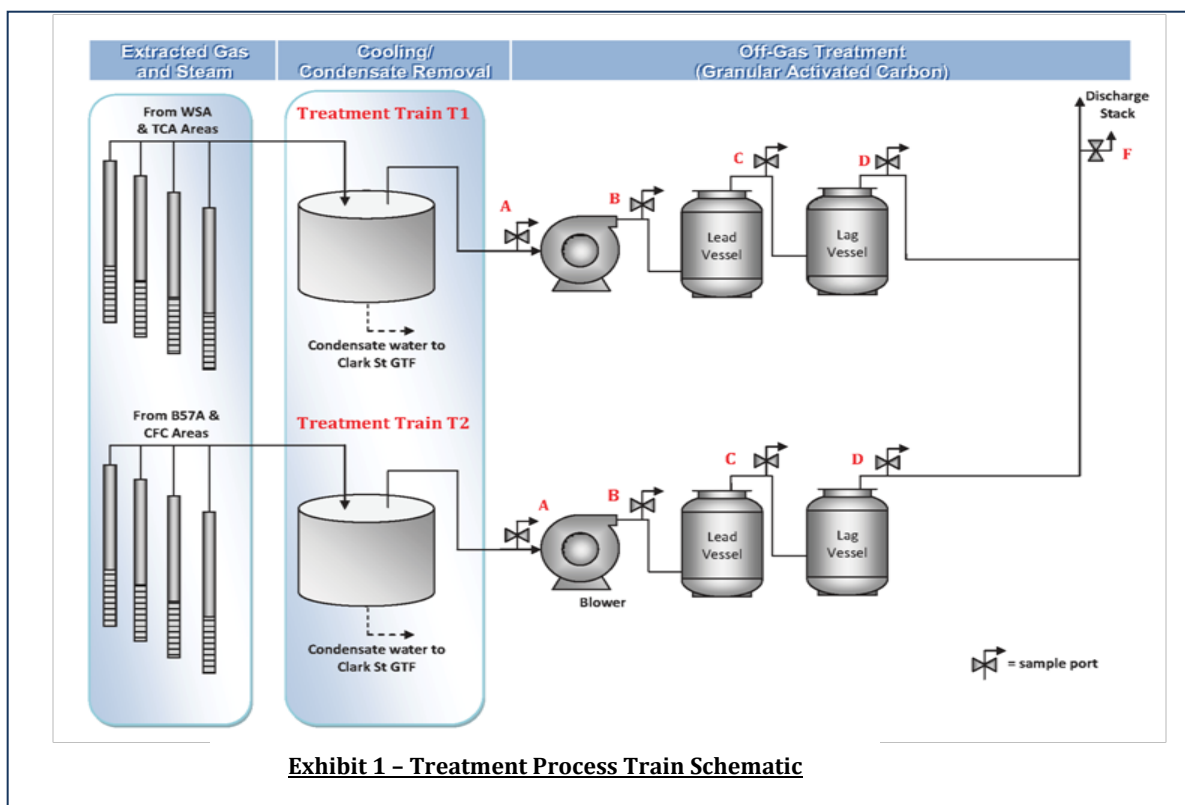 Extracted Gas
and Steam
Cooling/
Condensate Removal
Off-Gas Treatment
(Granular Activated Carbon)
From WSA
& TCA Areas
Treatment Train T1
A
B
C
D
Discharge
Stack
F
Lead
Vessel
Lag
Vessel
Condensate water to
Clark St GTF
From B57A &
CFC Areas
Treatment Train T2
A
B
C
D
Lead
Vessel
Lag
Vessel
Blower
Condensate water to
Clark St GTF
= sample port
Exhibit 1 – Treatment Process Train Schematic